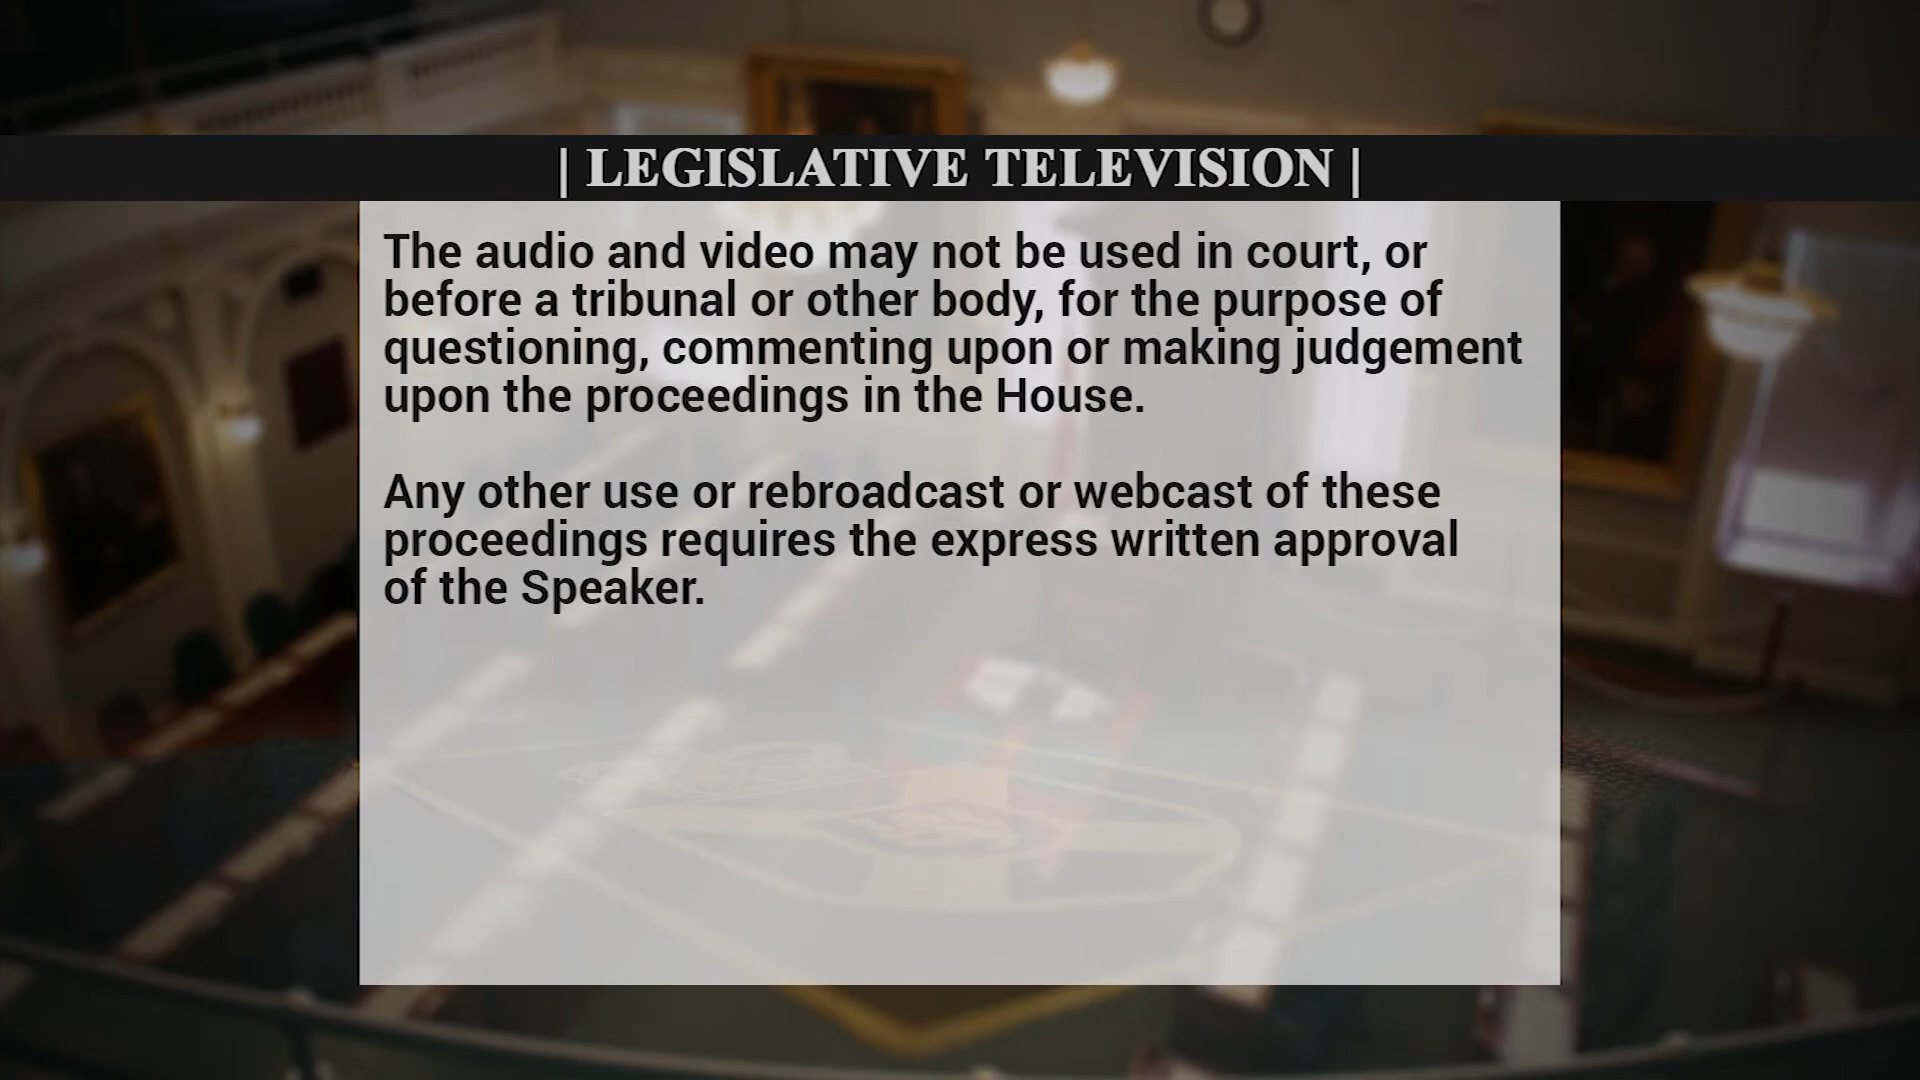 | LEGISLATIVE TELEVISION |
The audio and video may not be used in court, or
before a tribunal or other body, for the purpose of
questioning, commenting upon or making judgement
upon the proceedings in the House.
Any other use or rebroadcast or webcast of these
proceedings requires the express written approval
of the Speaker.